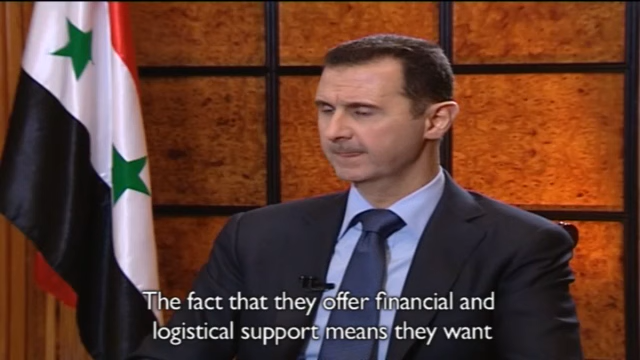 The fact that they offer financial and
logistical support means they want